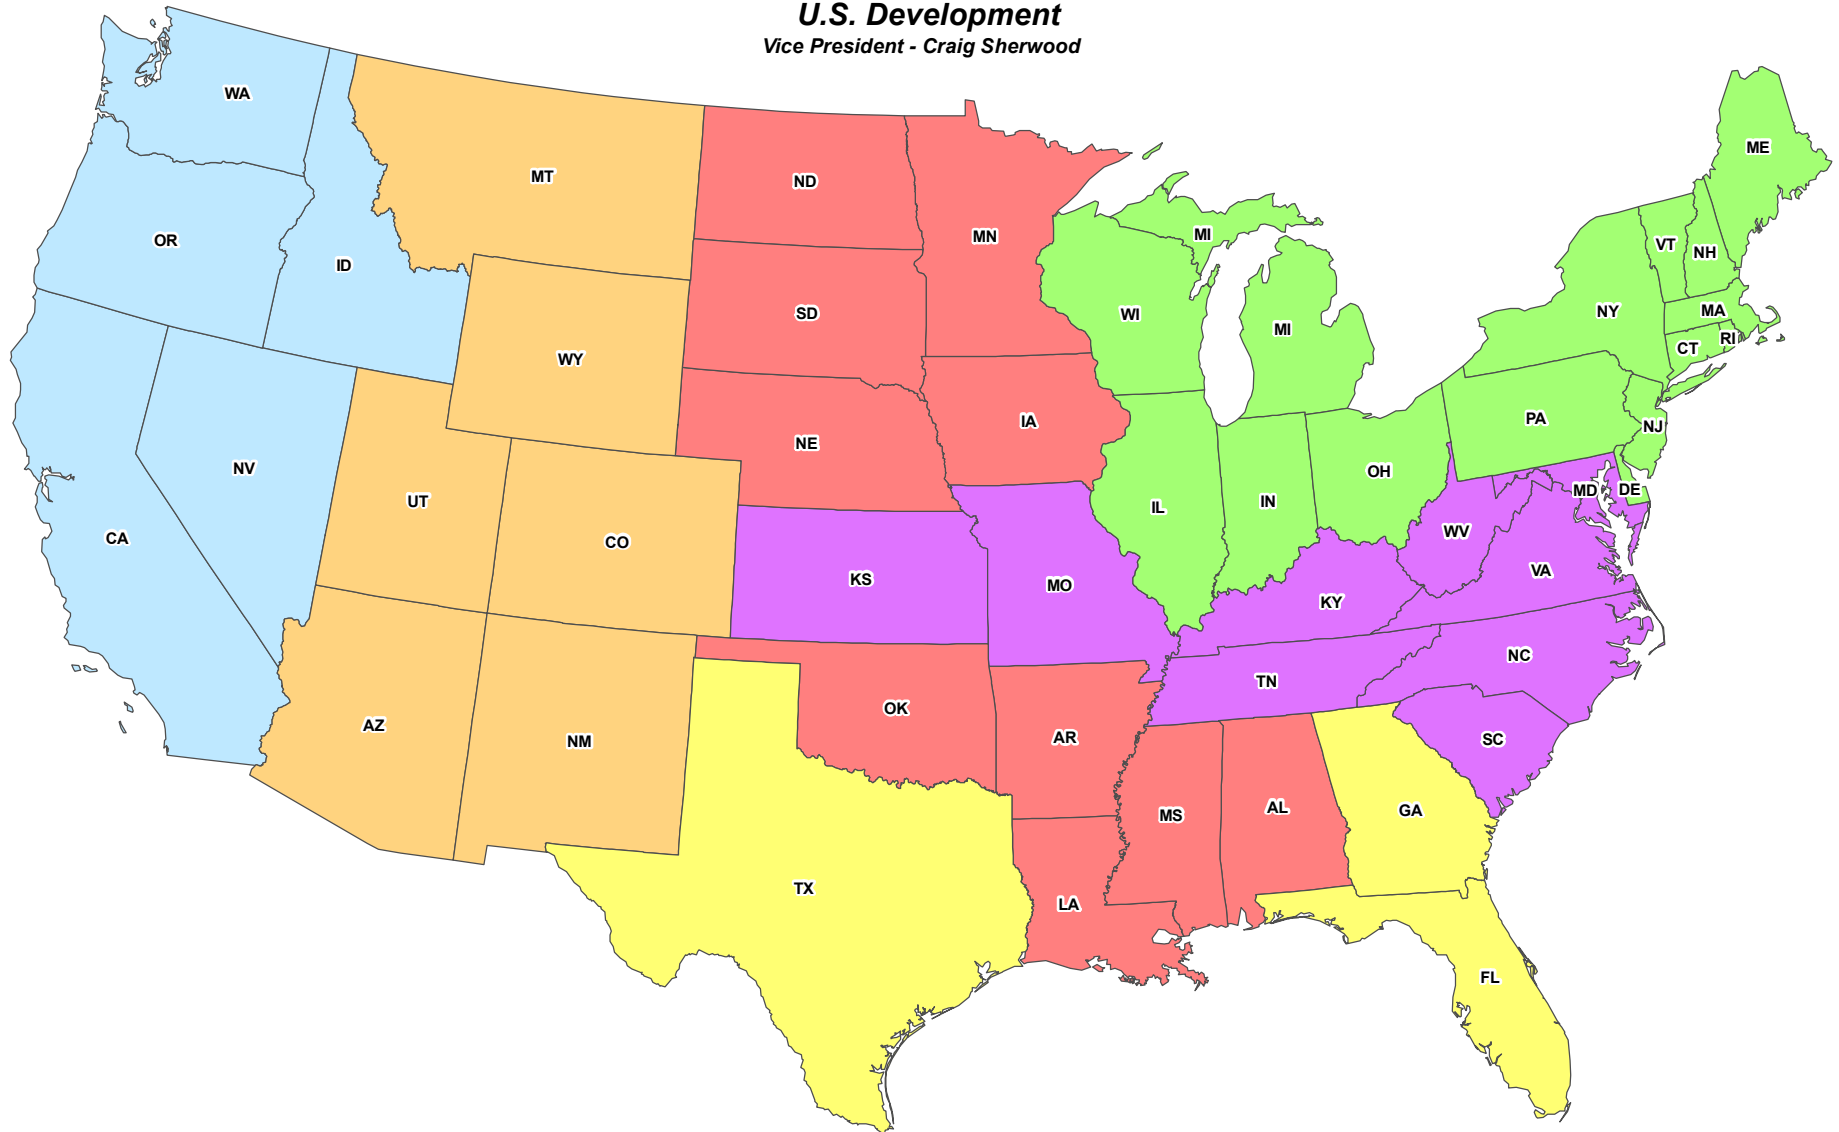 U.S. Development
Vice President - Craig Sherwood
WA
ME
MT
ND
OR
MN
MI
VT
NH
ID
SD
WI
MI
NY
MA
RI
CT
WY
IA
PA
NJ
NE
NV
OH
UT
IL
IN
MD
DE
CA
CO
WV
KS
MO
VA
KY
NC
TN
AZ
NM
OK
AR
SC
MS
AL
GA
TX
LA
FL